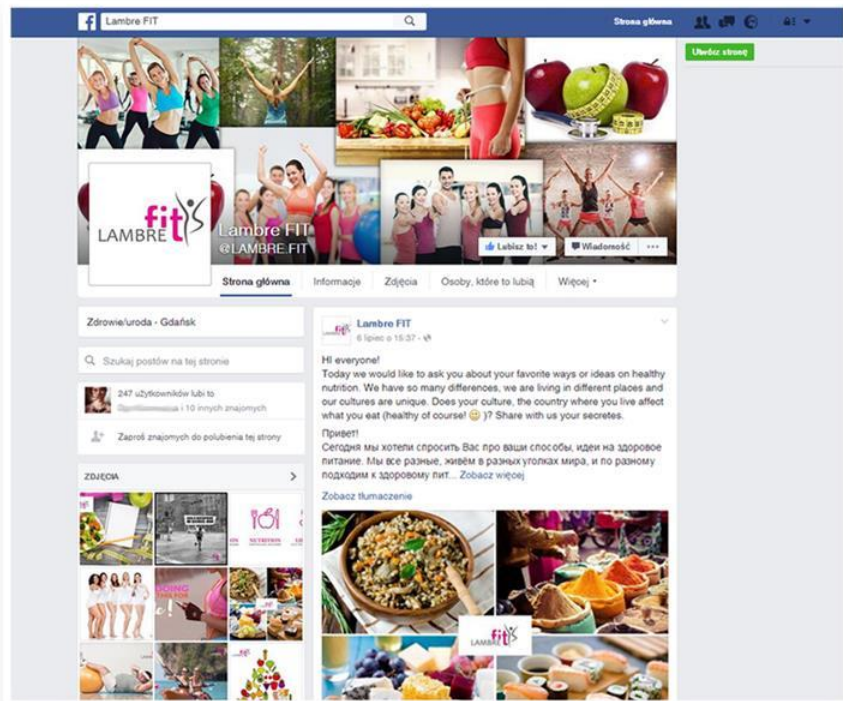 Lambre FIT
Strona główna
Utwórz stronę
LAMBRE fit
Lambre FIT
@LAMBRE.FIT
Lubisz to!
Wiadomość
Strona główna Informacje Zdjęcia Osoby, które to lubią Więcej
Zdrowie/uroda - Gdańsk
Szukaj postów na tej stronie
247 użytkowników lubi to
i 10 innych znajomych
Zaproś znajomych do polubienia tej strony
ZDJĘCIA
NUTRITION
Lambre FIT
6 lipiec o 15:37
HI everyone!
Today we would like to ask you about your favorite ways or ideas on healthy
nutrition. We have so many differences, we are living in different places and
our cultures are unique. Does your culture, the country where you live affect
what you eat (healthy of course! )? Share with us your secretes.
Привет!
Сегодня мы хотели спросить Вас про ваши способы, идеи на здоровое
питание. Мы все разные, живём в разных уголках мира, и по разному
подходим к здоровому пит... Zobacz więcej
Zobacz tłumaczenie
LAMBRE fit